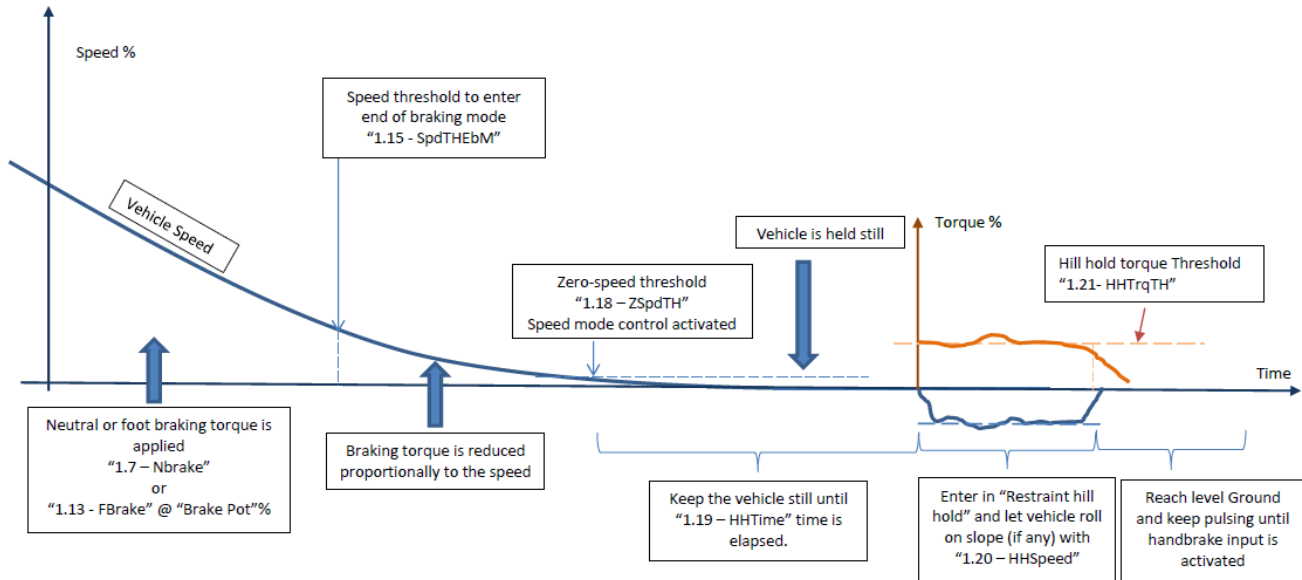 Speed %
Speed threshold to enter
end of braking mode
“1.15 - SpdTHEbM”
Vehicle Speed
Vehicle is held still
Torque %
Hill hold torque Threshold
“1.21- HHTrqTH”
Zero-speed threshold
“1.18 – ZSpdTH”
Speed mode control activated
Time
Neutral or foot braking torque is
applied
“1.7 – Nbrake”
or
“1.13 - FBrake” @ “Brake Pot”%
Braking torque is reduced
proportionally to the speed
Keep the vehicle still until
“1.19 – HHTime” time is
elapsed.
Enter in “Restraint hill
hold” and let vehicle roll
on slope (if any) with
“1.20 – HHSpeed”
Reach level Ground
and keep pulsing until
handbrake input is
activated